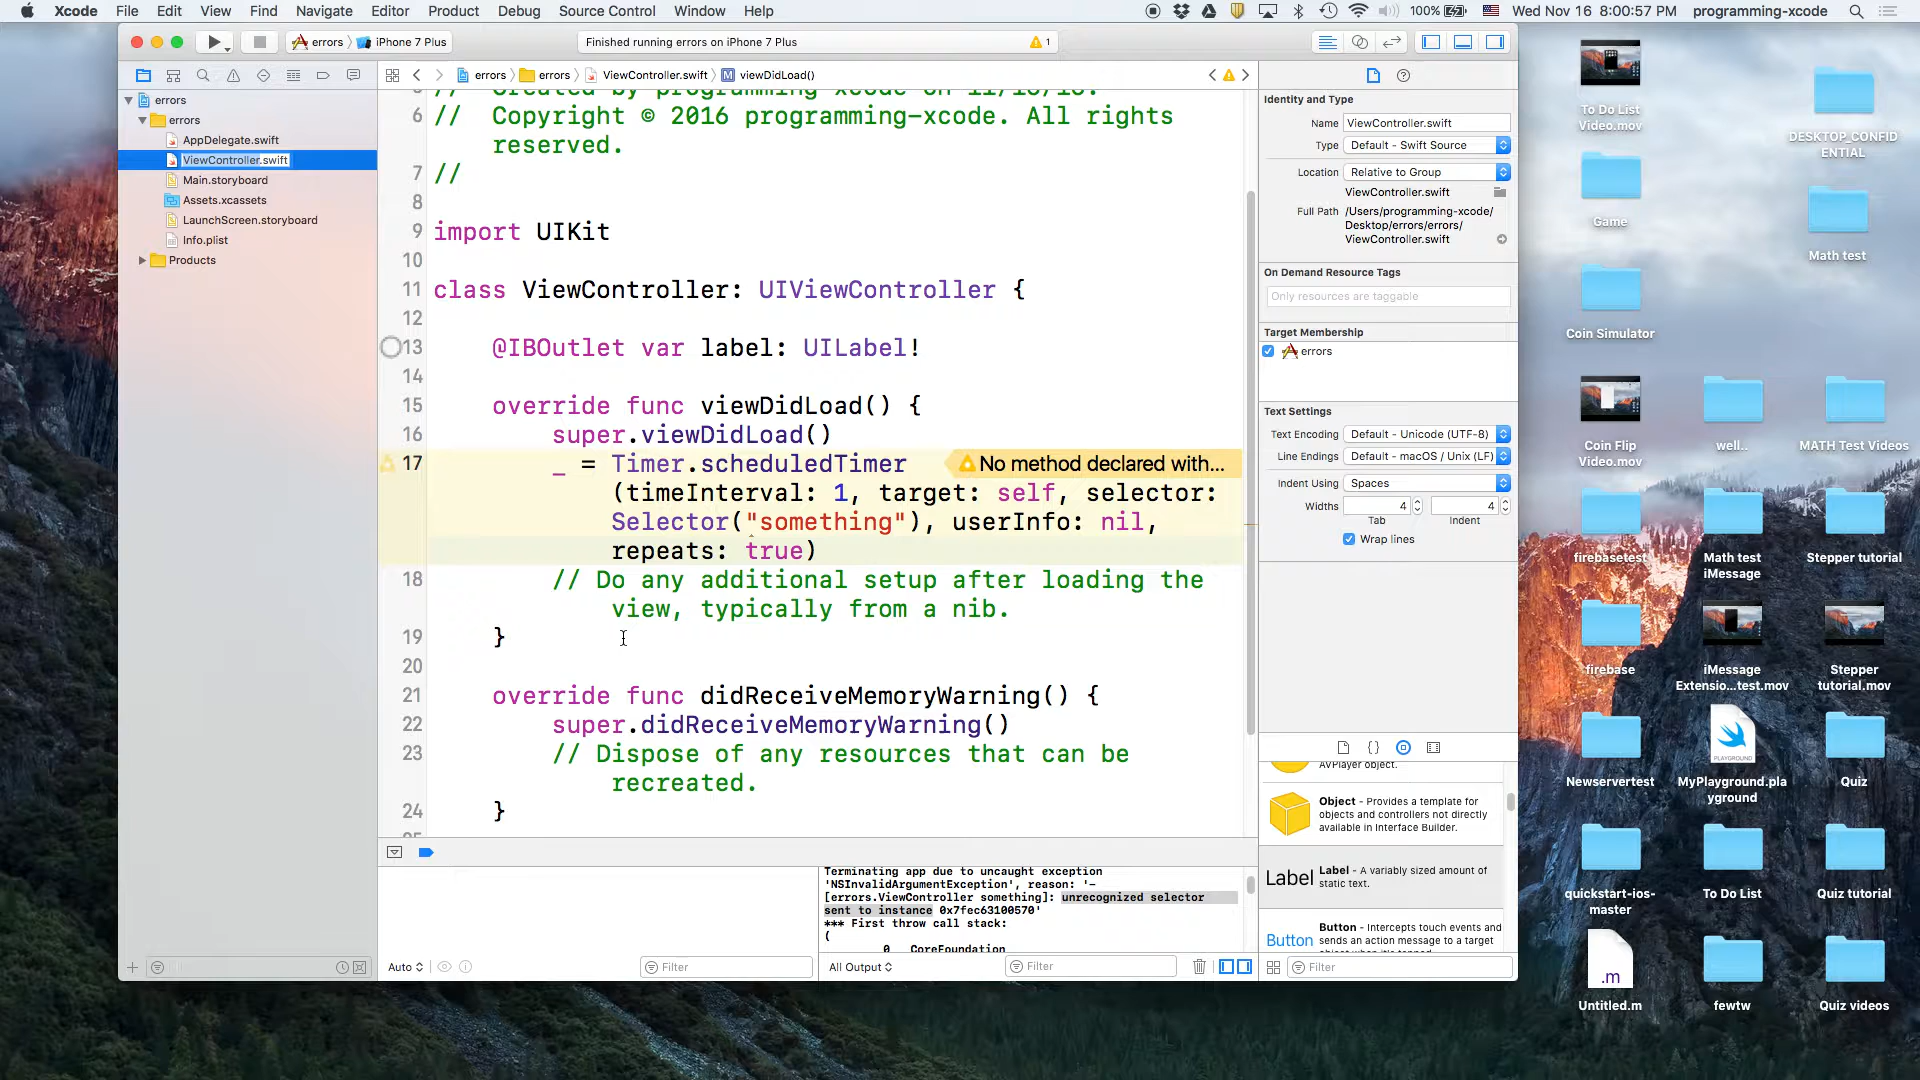 Xcode File Edit View Find Navigate Editor Product Debug Source Control Window Help
100% Wed Nov 16 8:00:57 PM programming-xcode
errors iPhone 7 Plus
Finished running errors on iPhone 7 Plus
1
errors
errors
AppDelegate.swift
ViewController.swift
Main.storyboard
Assets.xcassets
LaunchScreen.storyboard
Info.plist
Products
errors errors ViewController.swift M viewDidLoad()
// Created by programming-xcode on 11/16/16.
6 // Copyright © 2016 programming-xcode. All rights
reserved.
7 //
8
9 import UIKit
10
11 class ViewController: UIViewController {
12
13 @IBOutlet var label: UILabel!
14
15 override func viewDidLoad() {
16 super.viewDidLoad()
17 _ = Timer.scheduledTimer
No method declared with...
(timeInterval: 1, target: self, selector:
Selector("something"), userInfo: nil,
repeats: true)
18 // Do any additional setup after loading the
view, typically from a nib.
19 }
20
21 override func didReceiveMemoryWarning() {
22 super.didReceiveMemoryWarning()
23 // Dispose of any resources that can be
recreated.
24 }
Terminating app due to uncaught exception
'NSInvalidArgumentException', reason: '-
[errors.ViewController something]: unrecognized selector
sent to instance 0x7fec63100570'
*** First throw call stack:
(
0 CoreFoundation
Auto
Filter
All Output
Filter
Identity and Type
Name ViewController.swift
Type Default - Swift Source
Location Relative to Group
ViewController.swift
Full Path /Users/programming-xcode/
Desktop/errors/errors/
ViewController.swift
On Demand Resource Tags
Only resources are taggable
Target Membership
errors
Text Settings
Text Encoding Default - Unicode (UTF-8)
Line Endings Default - macOS / Unix (LF)
Indent Using Spaces
Widths 4 4
Tab Indent
Wrap lines
{}
AVPlayer object.
Object - Provides a template for
objects and controllers not directly
available in Interface Builder.
Label
Label - A variably sized amount of
static text.
Button
Button - Intercepts touch events and
sends an action message to a target
Filter
To Do List
Video.mov
DESKTOP_CONFID
ENTIAL
Game
Math test
Coin Simulator
Coin Flip
Video.mov
well..
MATH Test Videos
firebasetest
Math test
iMessage
Stepper tutorial
firebase
iMessage
Extensio...test.mov
Stepper
tutorial.mov
PLAYGROUND
Newservertest
MyPlayground.pla
yground
Quiz
quickstart-ios-
master
To Do List
Quiz tutorial
.m
Untitled.m
fewtw
Quiz videos